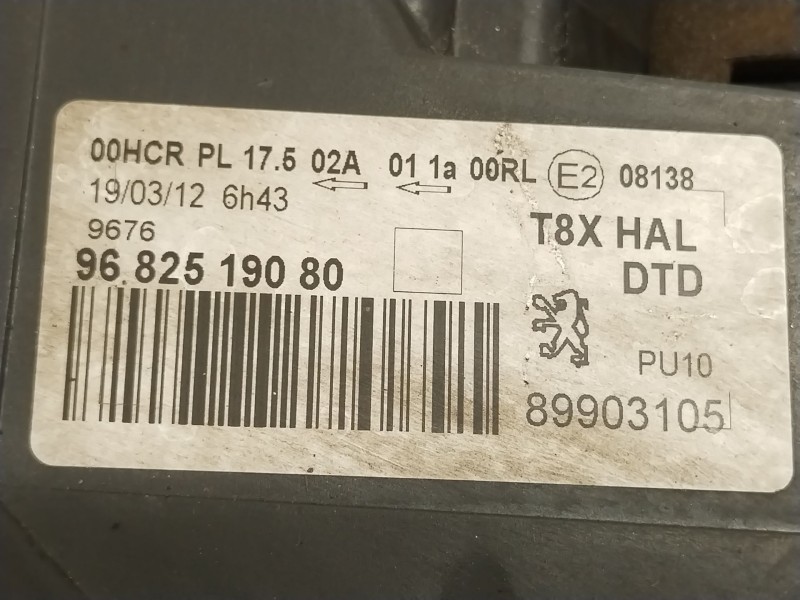 00HCR PL 17.5 02A 01 1a 00RL E2 08138
19/03/12 6h43
9676
96 825 190 80
T8X HAL
DTD
PU10
89903105